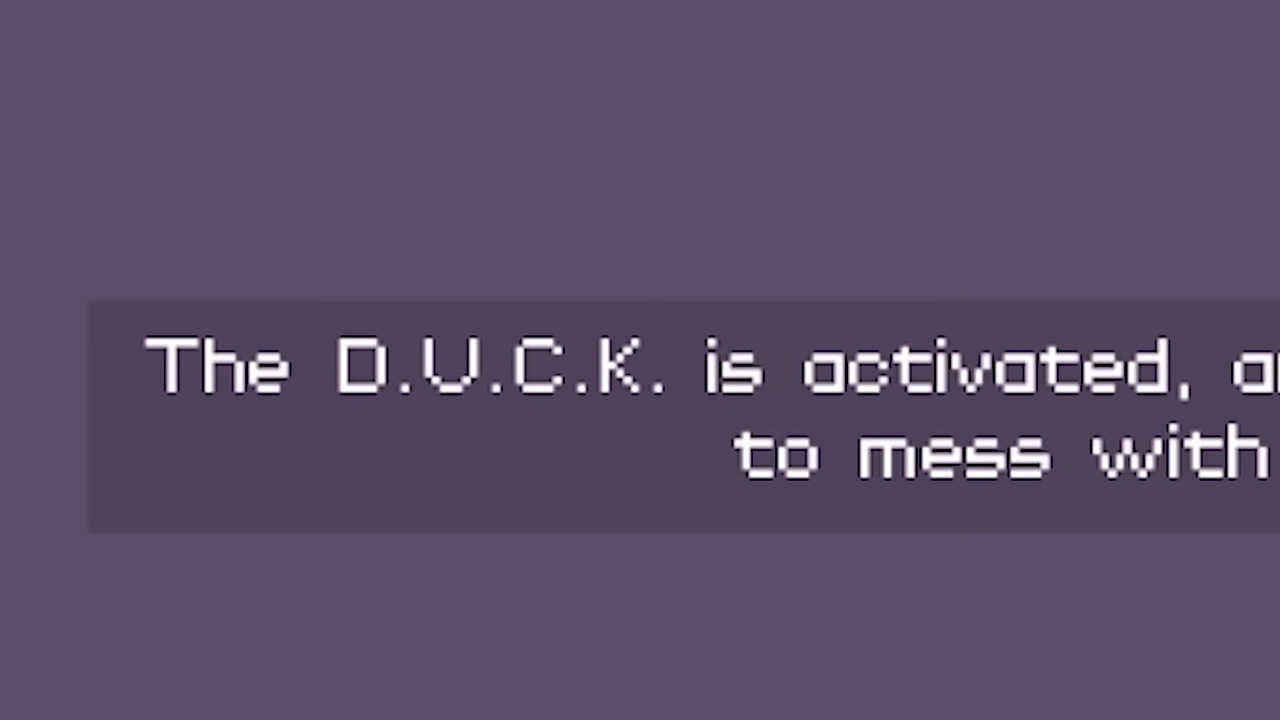 The D.U.C.K. is activated,
to mess with